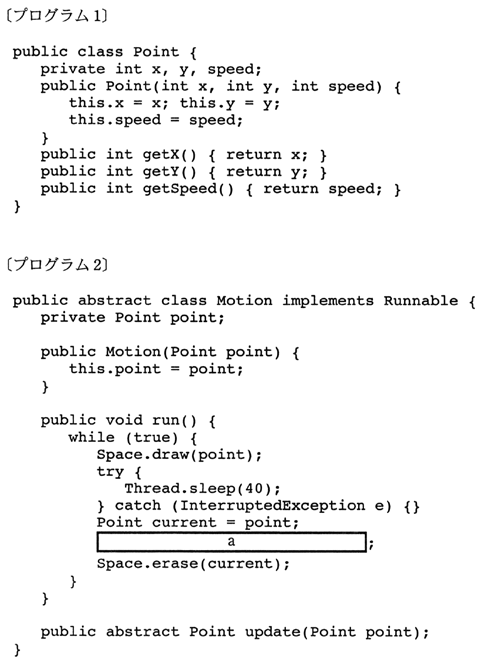 〔プログラム1〕
public class Point {
private int x, y, speed;
public Point(int x, int y, int speed) {
this.x = x; this.y = y;
this.speed = speed;
}
public int getX() { return x; }
public int getY() { return y; }
public int getSpeed() { return speed; }
}
〔プログラム2〕
public abstract class Motion implements Runnable {
private Point point;
public Motion(Point point) {
this.point = point;
}
public void run() {
while (true) {
Space.draw(point);
try {
Thread.sleep(40);
} catch (InterruptedException e) {}
Point current = point;
a ;
Space.erase(current);
}
}
public abstract Point update(Point point);
}